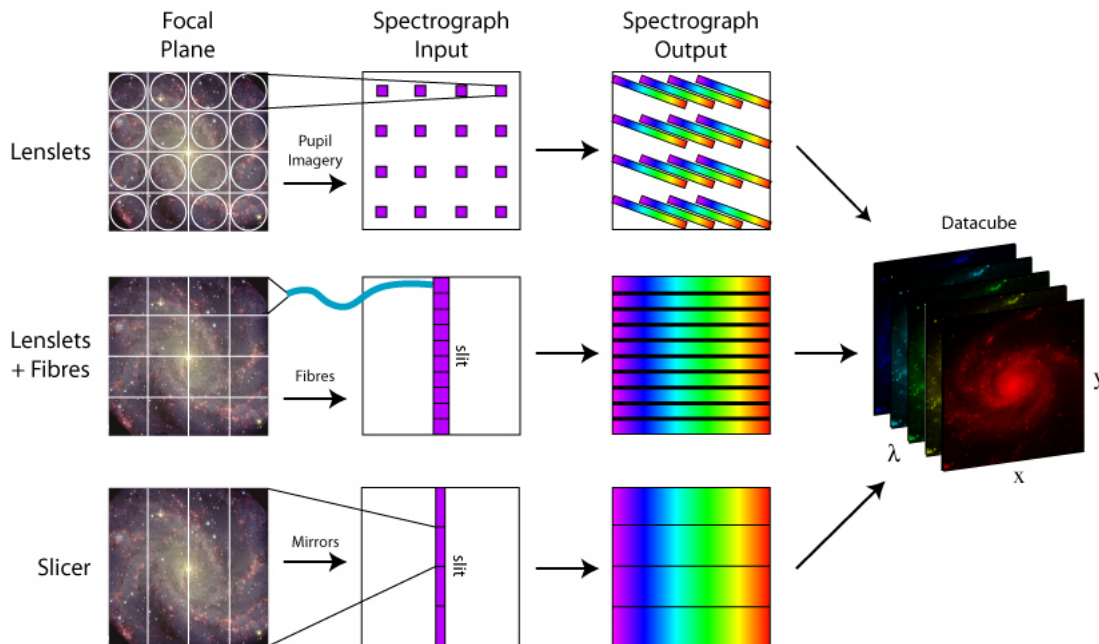 Focal
Plane
Spectrograph
Input
Spectrograph
Output
Lenslets
Pupil
Imagery
Datacube
Lenslets
+ Fibres
Fibres
slit
y
λ
x
Slicer
Mirrors
slit